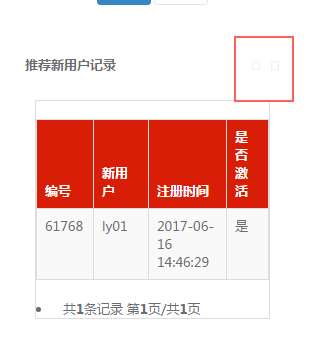 推荐新用户记录
编号 新用户 注册时间 是否激活
61768 ly01 2017-06-16 14:46:29 是
共1条记录 第1页/共1页